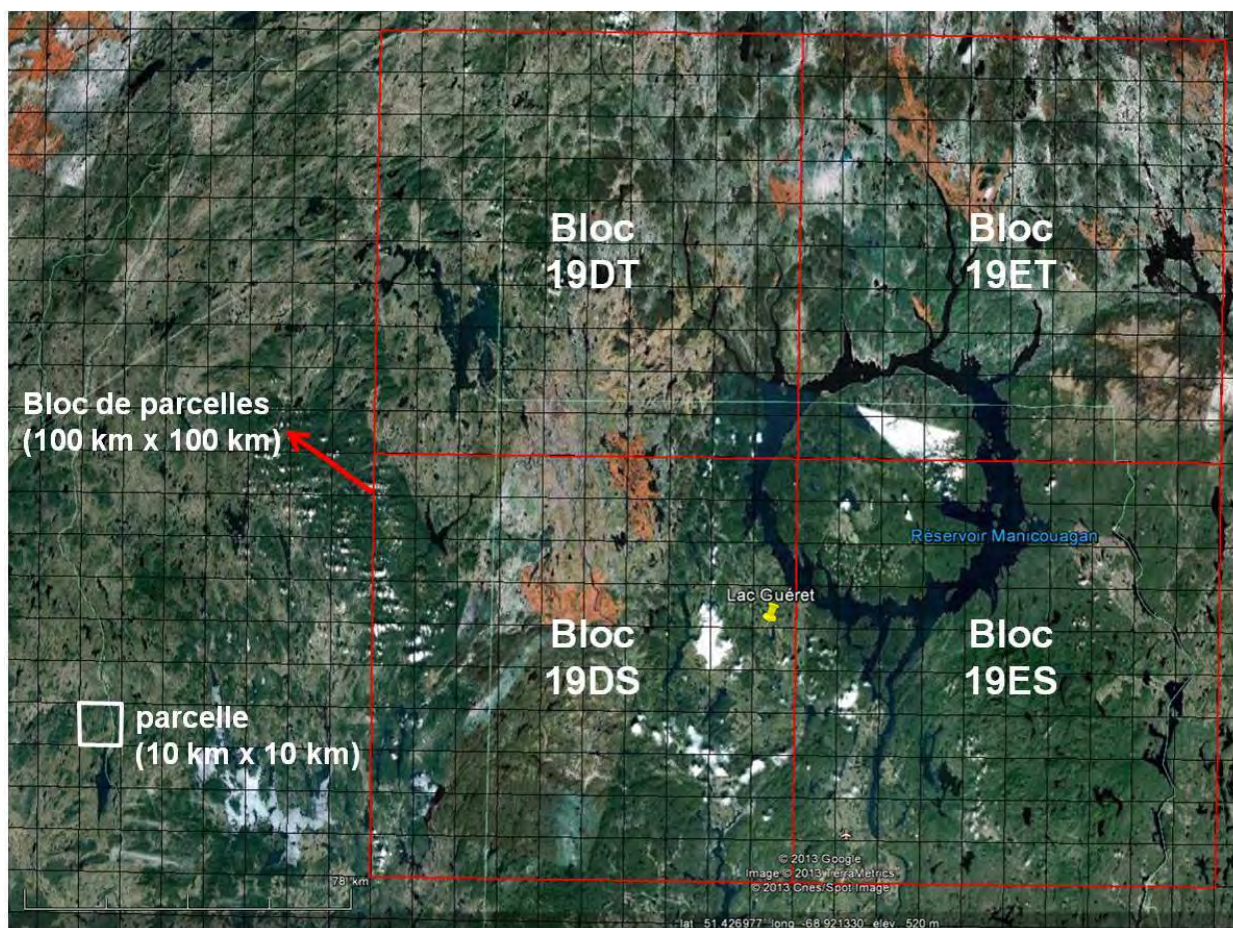 Bloc
19DT
Bloc
19ET
Bloc de parcelles
(100 km x 100 km)
Réservoir Manicouagan
Lac Guéret
Bloc
19DS
Bloc
19ES
parcelle
(10 km x 10 km)
© 2013 Google
Image © 2013 TerraMetrics
© 2013 Cnes/Spot Image
78 km
lat 51.426977° long -68.921330° elev 520 m